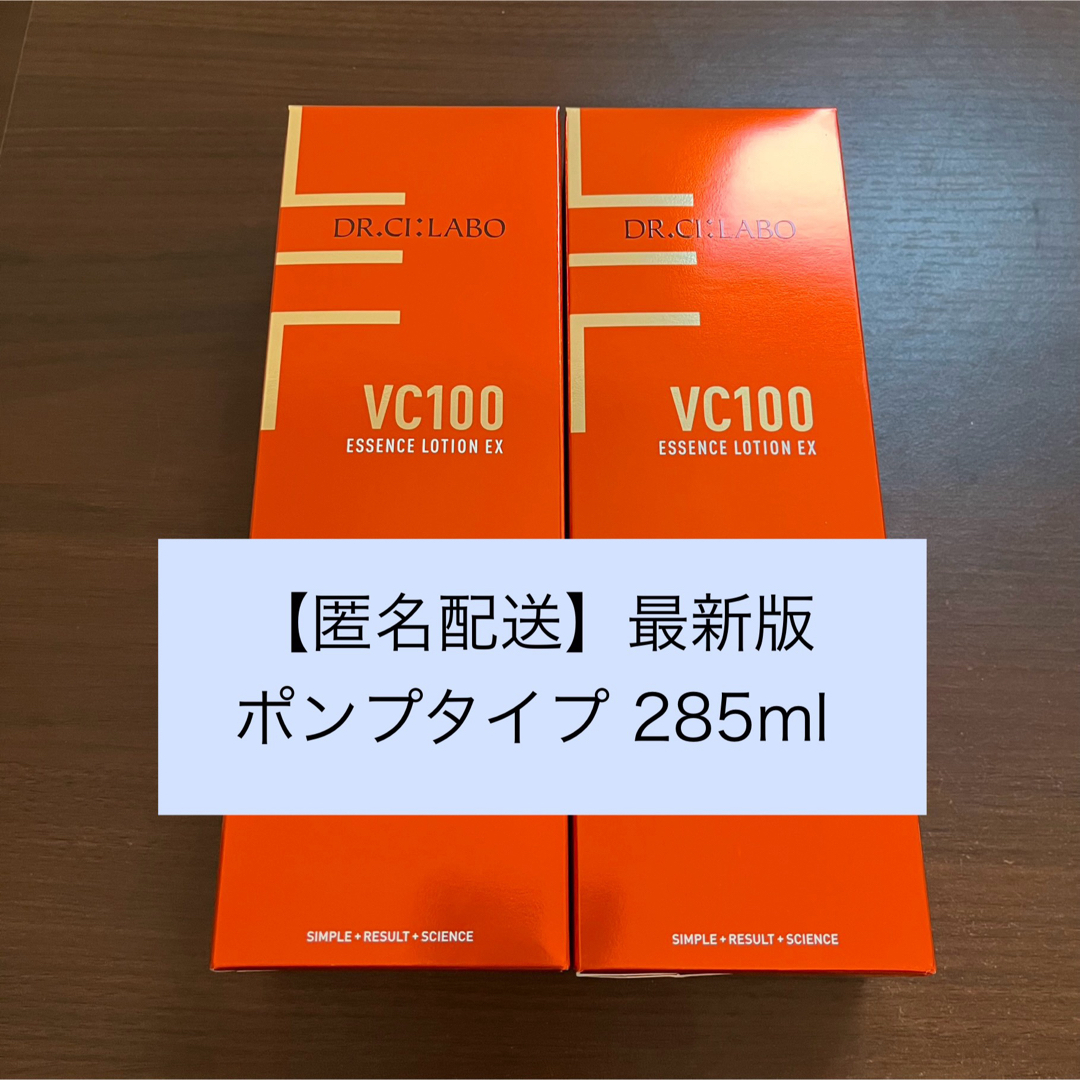 DR.CI:LABO
VC100
ESSENCE LOTION EX
SIMPLE+RESULT+SCIENCE
DR.CI:LABO
VC100
ESSENCE LOTION EX
SIMPLE+RESULT+SCIENCE
【匿名配送】最新版
ポンプタイプ 285ml